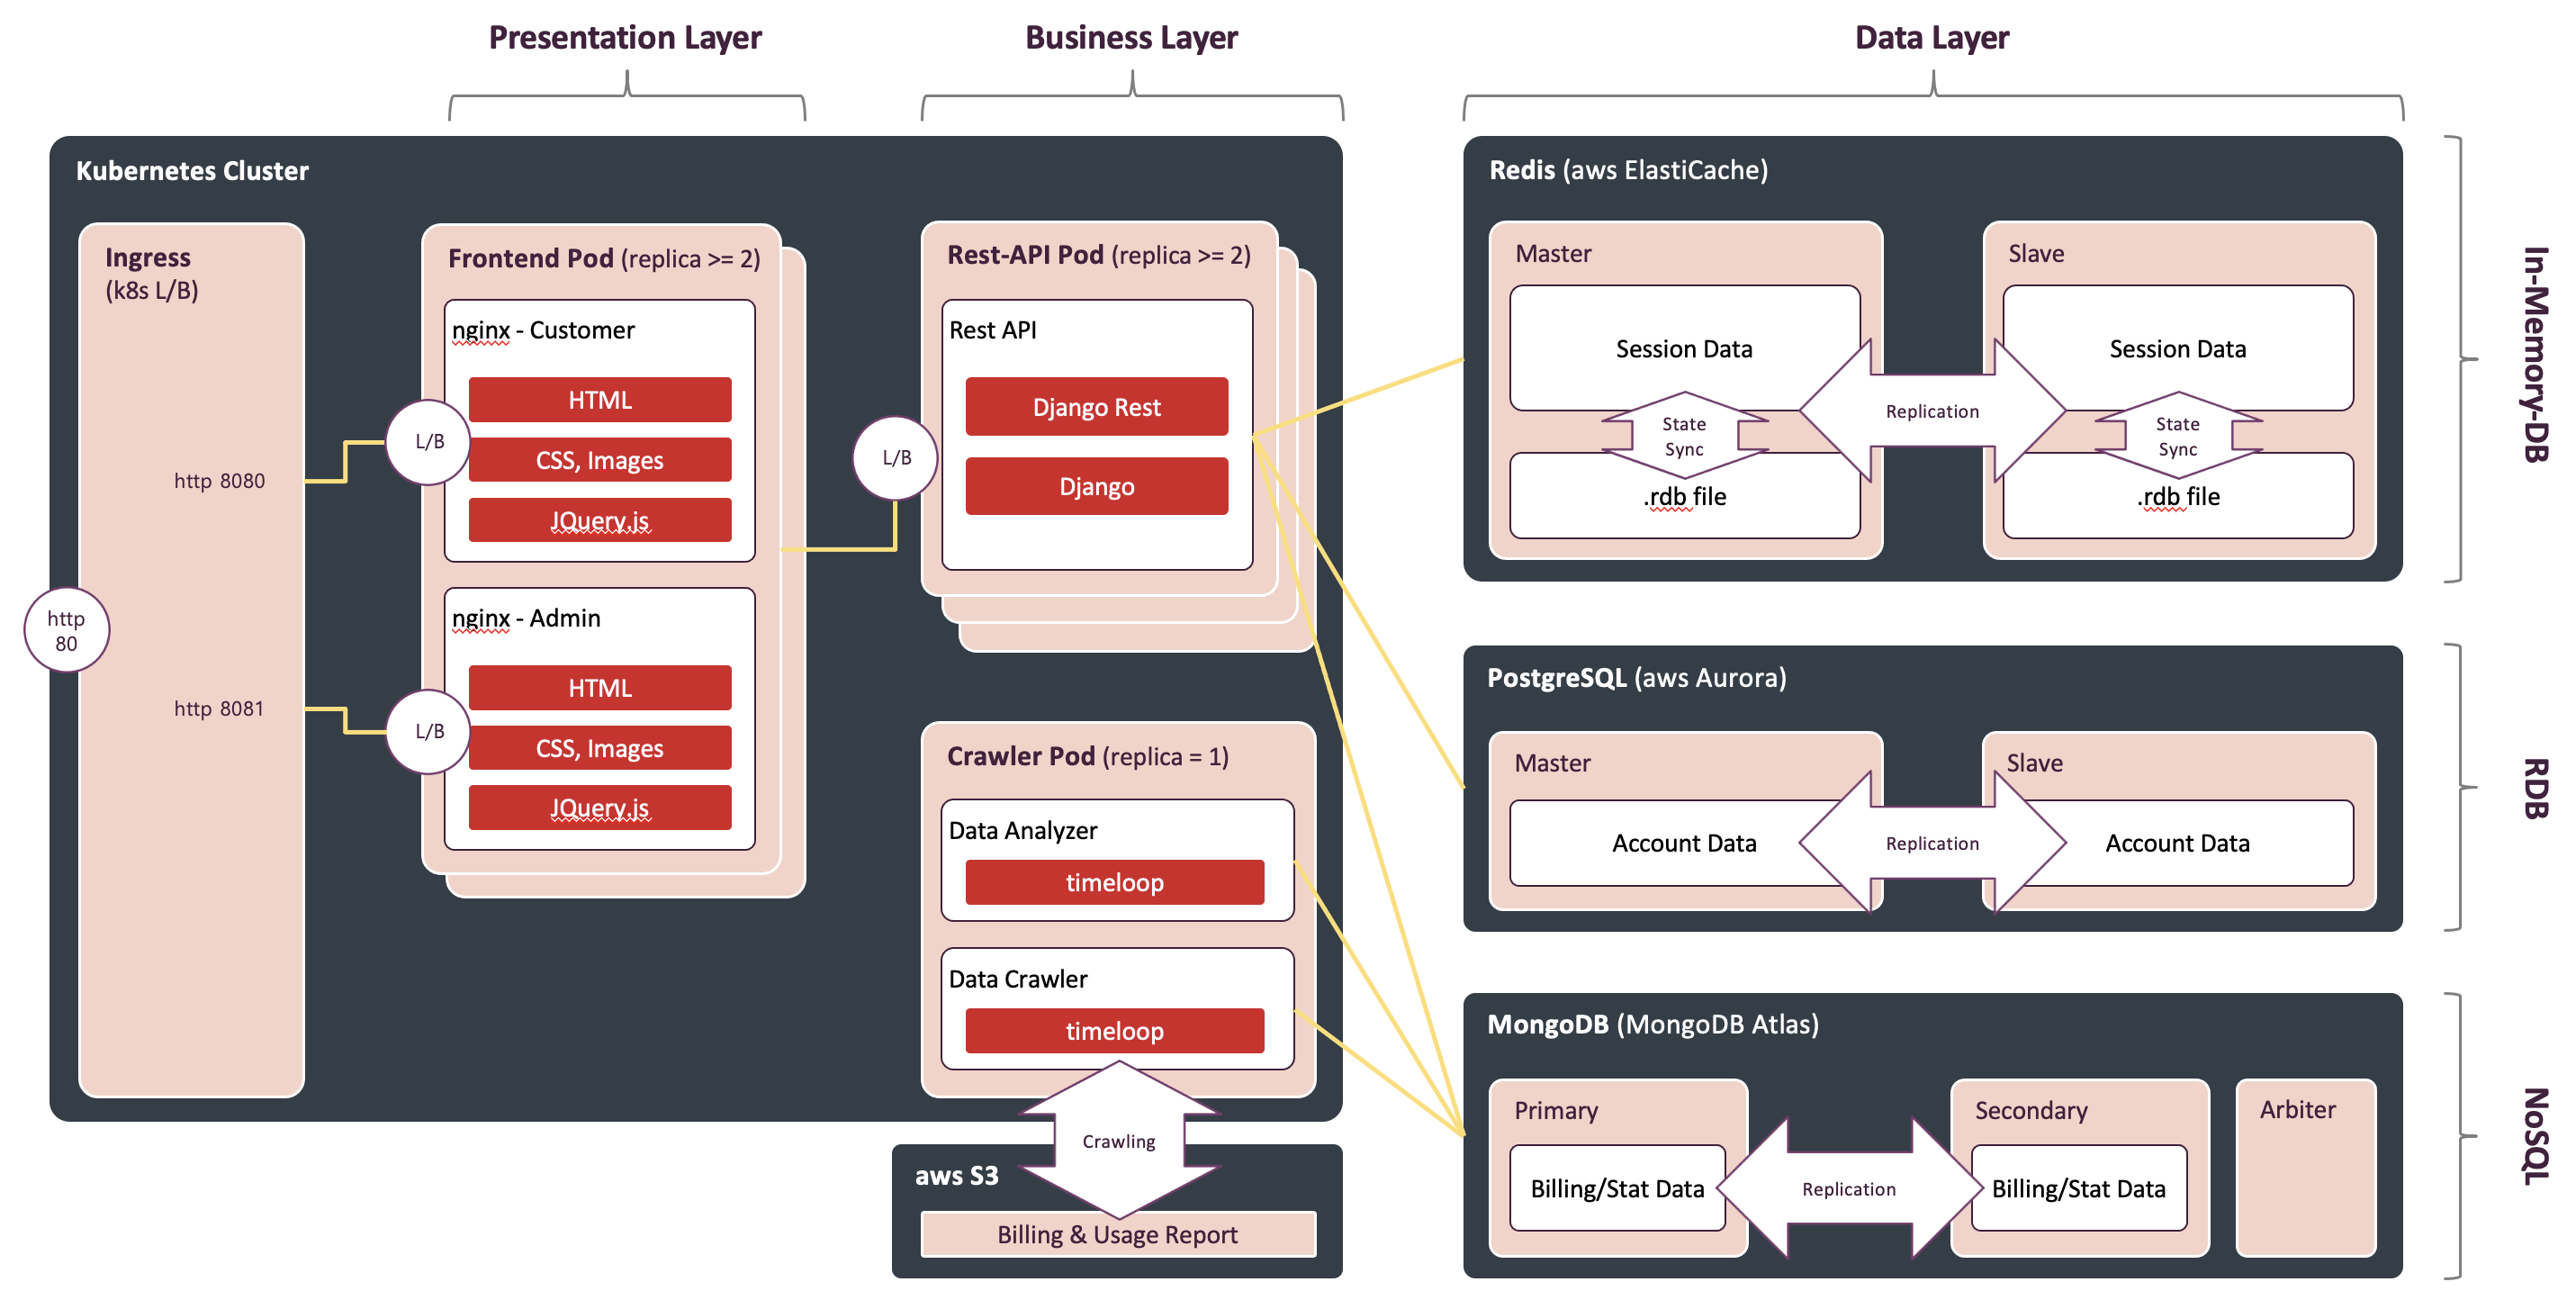 Presentation Layer
Business Layer
Data Layer
Kubernetes Cluster
Ingress
(k8s L/B)
http 8080
http
80
http 8081
Frontend Pod (replica >= 2)
nginx - Customer
L/B
HTML
CSS, Images
JQuery.js
nginx - Admin
L/B
HTML
CSS, Images
JQuery.js
Rest-API Pod (replica >= 2)
Rest API
L/B
Django Rest
Django
Crawler Pod (replica = 1)
Data Analyzer
timeloop
Data Crawler
timeloop
Crawling
aws S3
Billing & Usage Report
Redis (aws ElastiCache)
Master
Session Data
State
Sync
.rdb file
Replication
Slave
Session Data
State
Sync
.rdb file
In-Memory-DB
PostgreSQL (aws Aurora)
Master
Account Data
Replication
Slave
Account Data
RDB
MongoDB (MongoDB Atlas)
Primary
Billing/Stat Data
Replication
Secondary
Billing/Stat Data
Arbiter
NoSQL